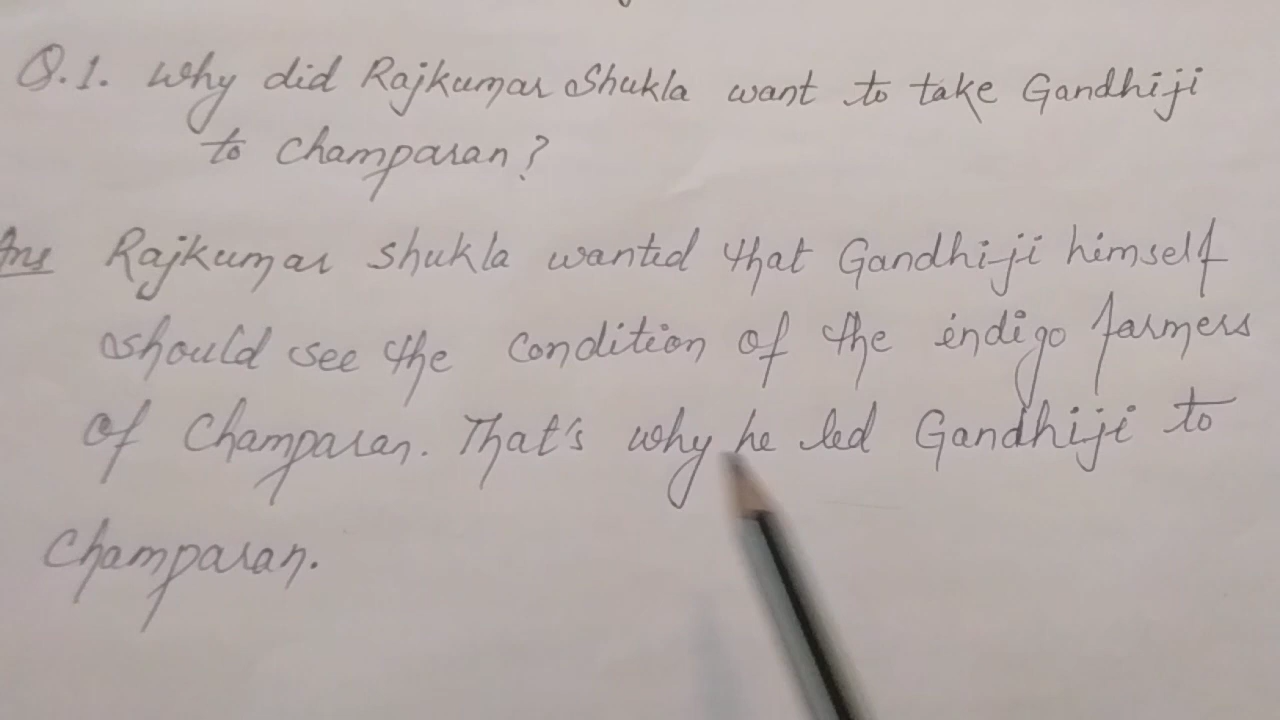 Q.1. Why did Rajkumar Shukla want to take Gandhiji
to Champaran?
Ans Rajkumar Shukla wanted that Gandhiji himself
should see the condition of the indigo farmers
of Champaran. That's why he led Gandhiji to
Champaran.